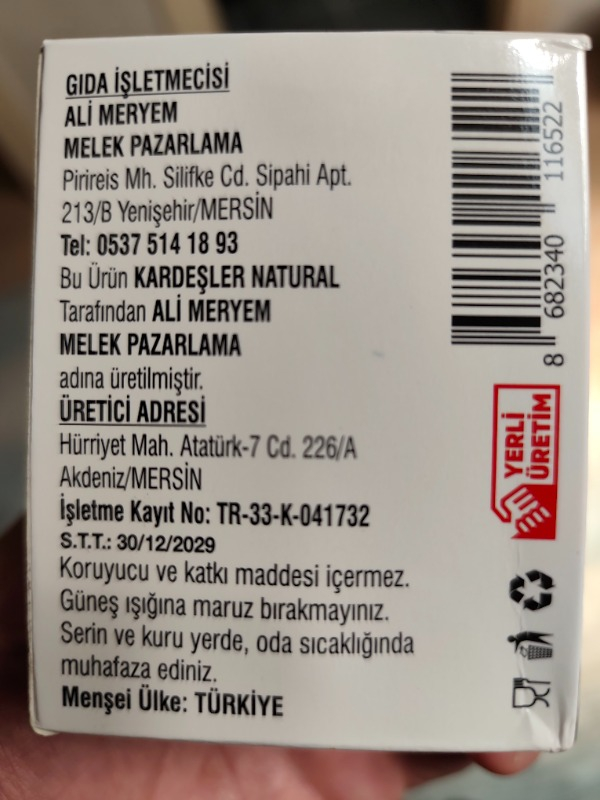 GIDA İŞLETMECİSİ
ALİ MERYEM
MELEK PAZARLAMA
Pirireis Mh. Silifke Cd. Sipahi Apt.
213/B Yenişehir/MERSİN
Tel: 0537 514 18 93
Bu Ürün KARDEŞLER NATURAL
Tarafından ALİ MERYEM
MELEK PAZARLAMA
adına üretilmiştir.
ÜRETİCİ ADRESİ
Hürriyet Mah. Atatürk-7 Cd. 226/A
Akdeniz/MERSİN
İşletme Kayıt No: TR-33-K-041732
S.T.T.: 30/12/2029
Koruyucu ve katkı maddesi içermez.
Güneş ışığına maruz bırakmayınız.
Serin ve kuru yerde, oda sıcaklığında
muhafaza ediniz.
Menşei Ülke: TÜRKİYE
8 682340 116522
YERLİ
ÜRETİM